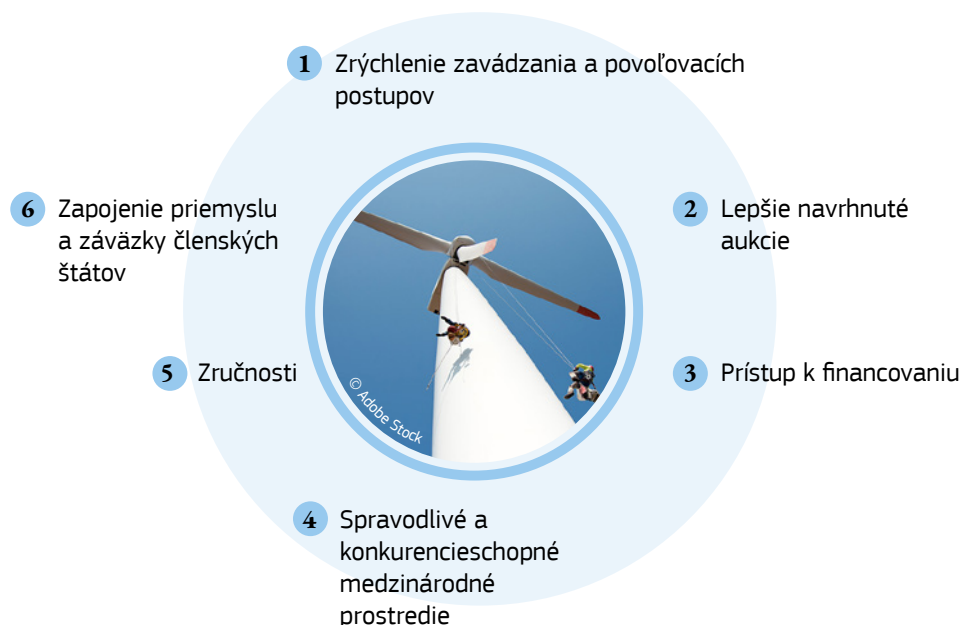 1 Zrýchlenie zavádzania a povoľovacích
postupov
2 Lepšie navrhnuté
aukcie
3 Prístup k financovaniu
4 Spravodlivé a
konkurencieschopné
medzinárodné
prostredie
5 Zručnosti
6 Zapojenie priemyslu
a záväzky členských
štátov
© Adobe Stock